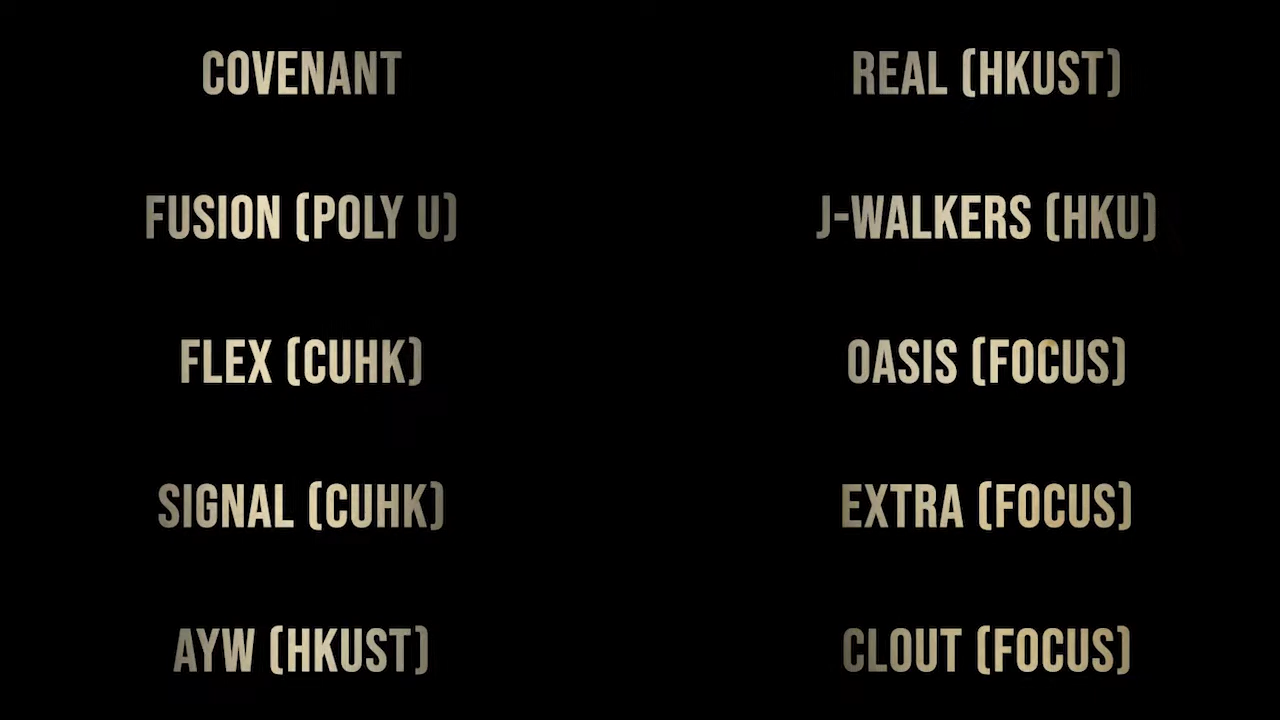 COVENANT
REAL (HKUST)
FUSION (POLY U)
J-WALKERS (HKU)
FLEX (CUHK)
OASIS (FOCUS)
SIGNAL (CUHK)
EXTRA (FOCUS)
AYW (HKUST)
CLOUT (FOCUS)